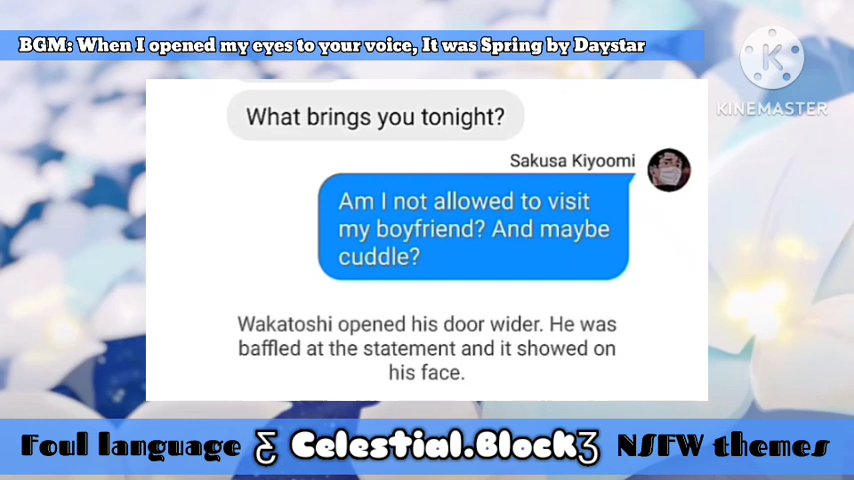 BGM: When I opened my eyes to your voice, It was Spring by Daystar
KINEMASTER
What brings you tonight?
Sakusa Kiyoomi
Am I not allowed to visit
my boyfriend? And maybe
cuddle?
Wakatoshi opened his door wider. He was
baffled at the statement and it showed on
his face.
Foul language ƸCelestial.BlockƷ NSFW themes